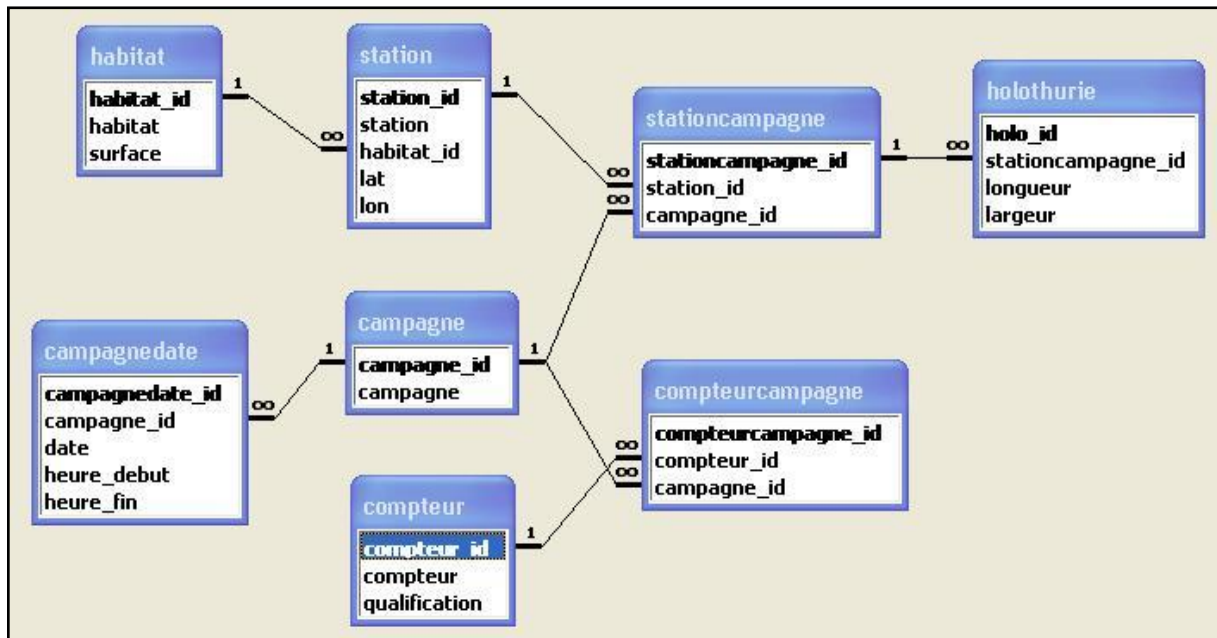 habitat
habitat_id
habitat
surface
1
∞
station
station_id
station
habitat_id
lat
lon
1
∞
∞
stationcampagne
stationcampagne_id
station_id
campagne_id
1
∞
holothurie
holo_id
stationcampagne_id
longueur
largeur
campagnedate
campagnedate_id
campagne_id
date
heure_debut
heure_fin
∞
1
campagne
campagne_id
campagne
1
compteurcampagne
compteurcampagne_id
compteur_id
campagne_id
∞
∞
compteur
compteur_id
compteur
qualification
1